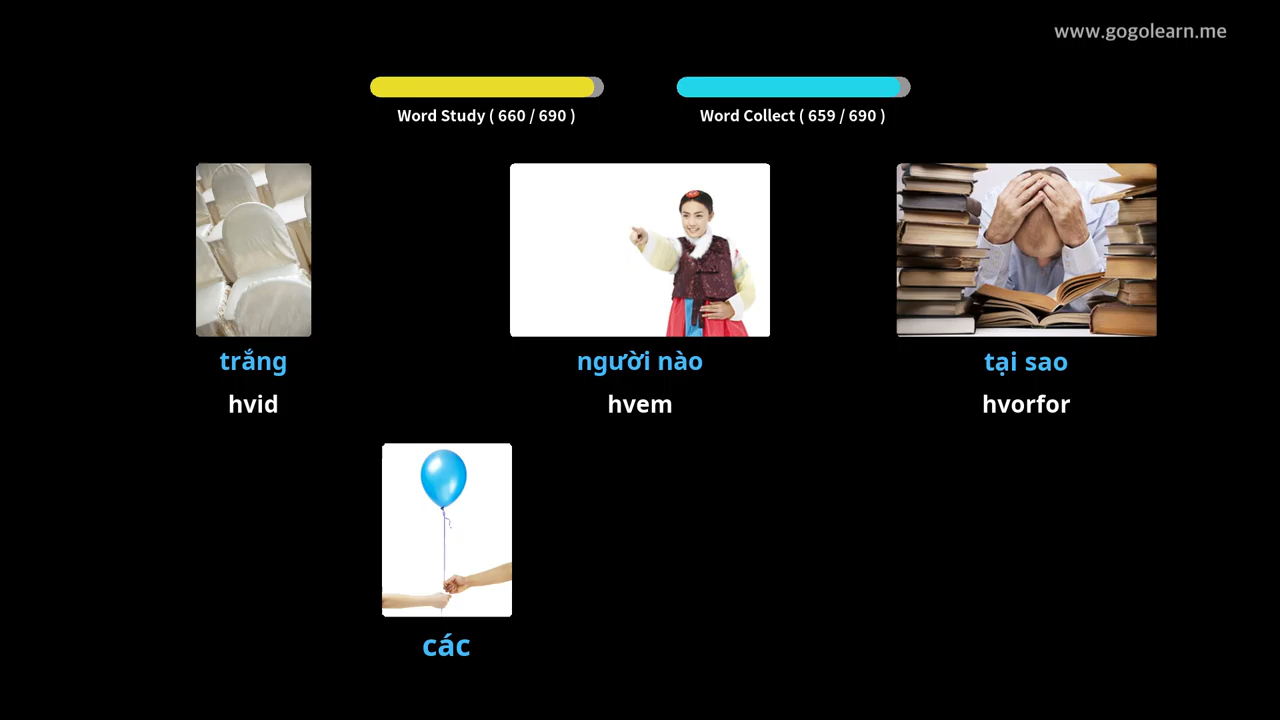 www.gogolearn.me
Word Study ( 660 / 690 )
Word Collect ( 659 / 690 )
trắng
người nào
tại sao
hvid
hvem
hvorfor
các